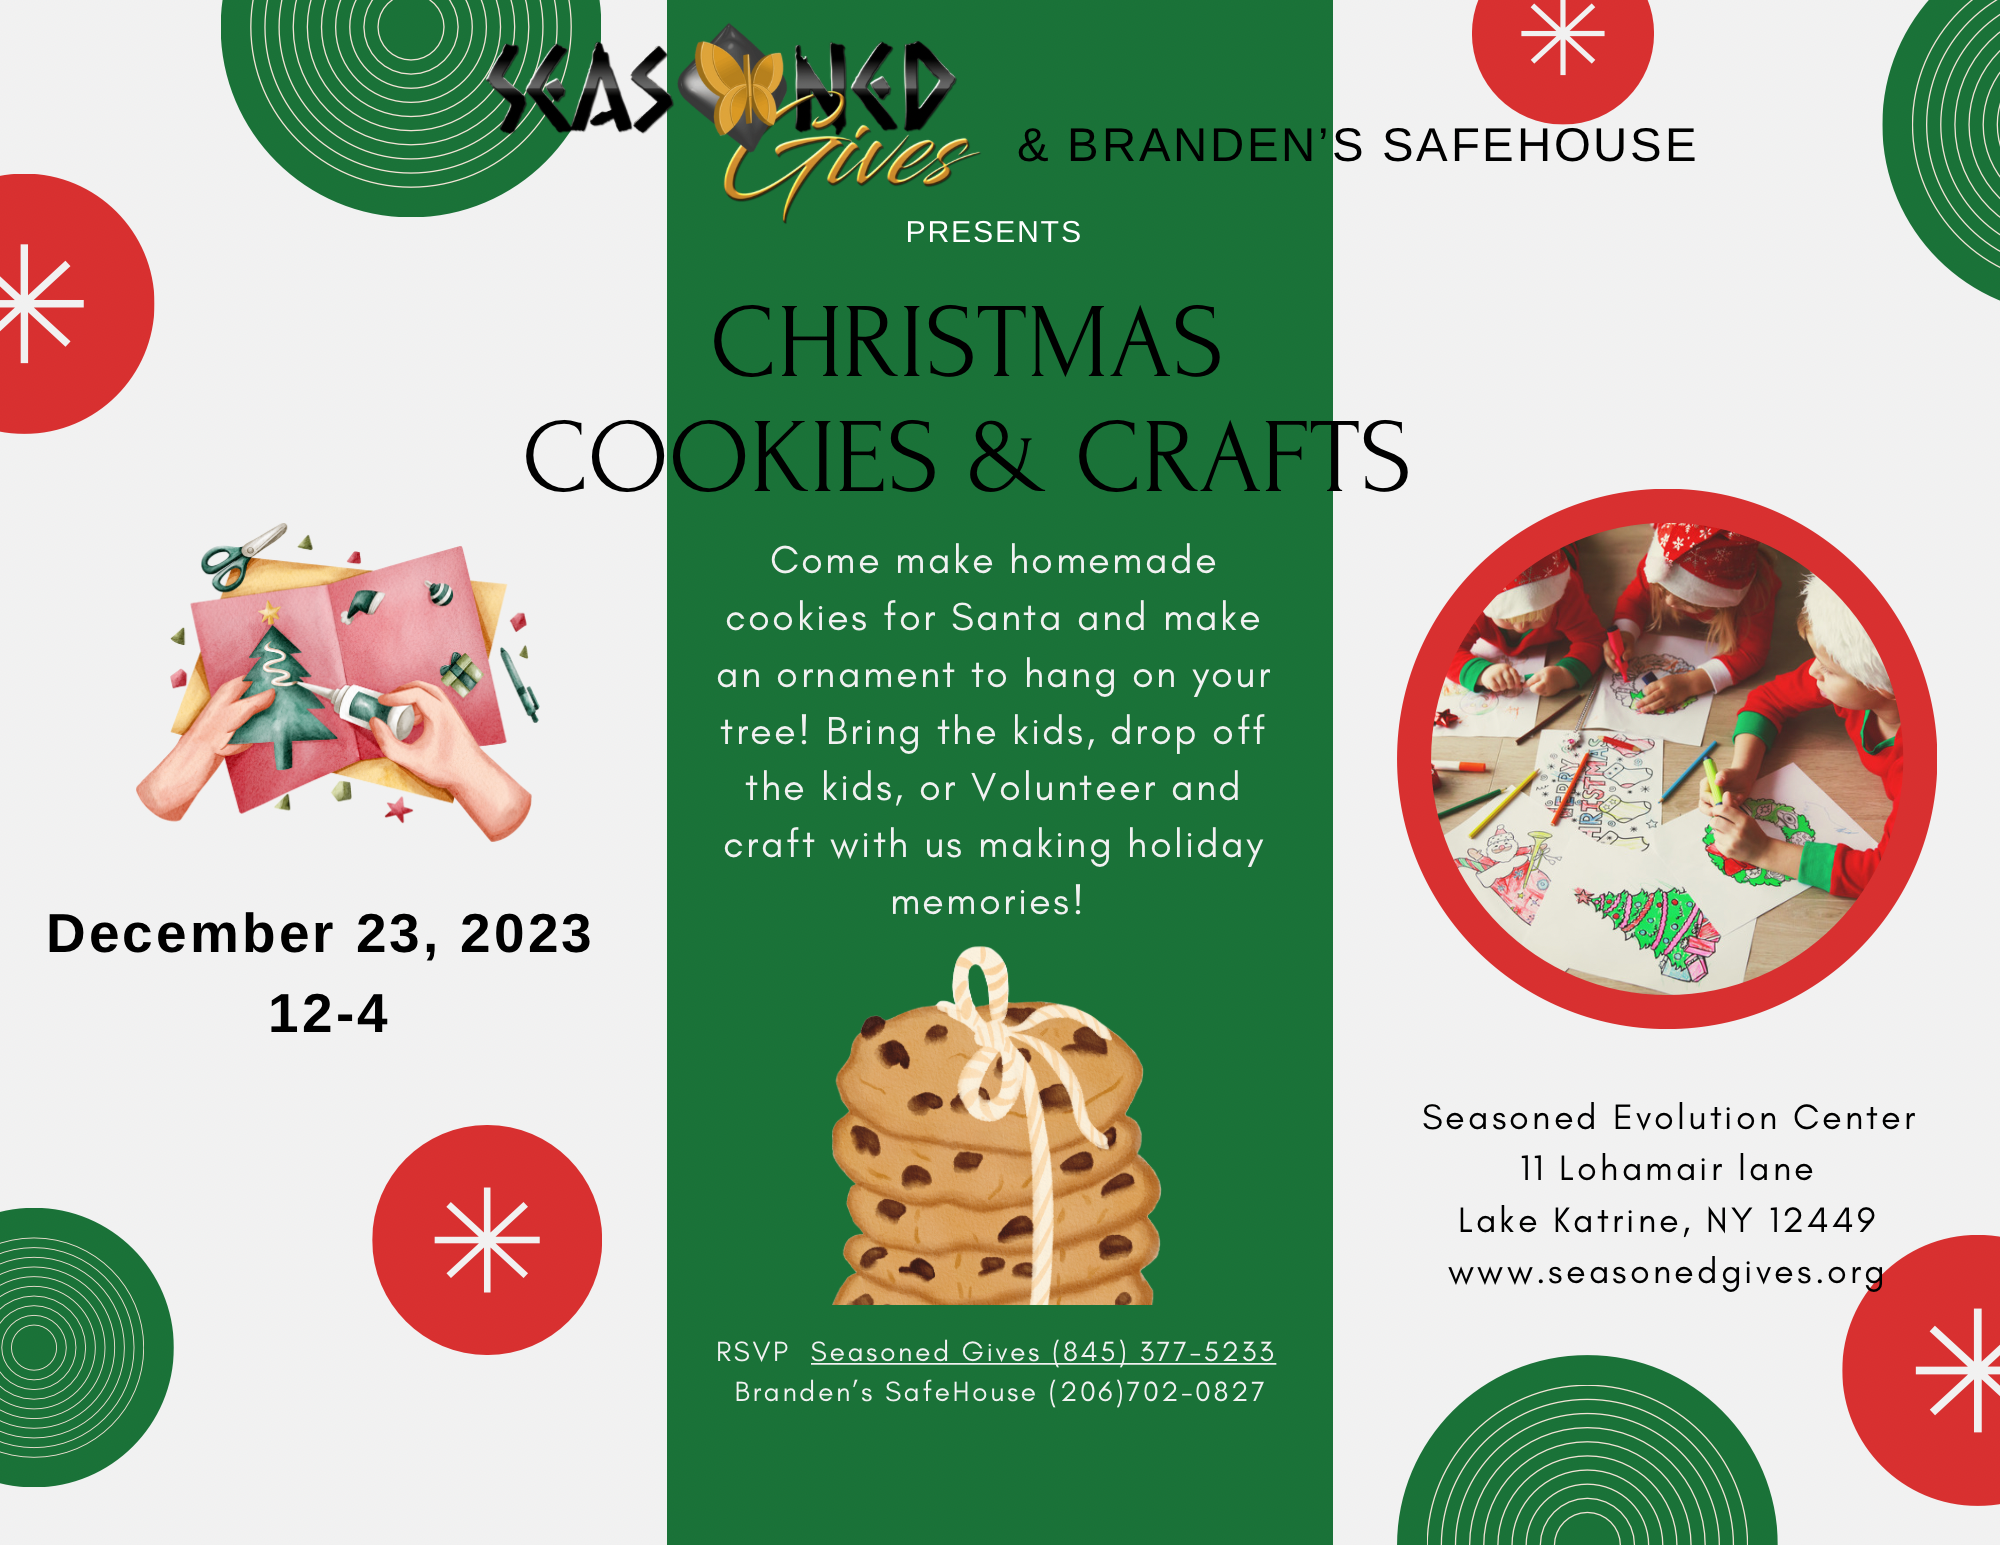 SEASONED
Gives
& BRANDEN’S SAFEHOUSE
PRESENTS
CHRISTMAS
COOKIES & CRAFTS
Come make homemade
cookies for Santa and make
an ornament to hang on your
tree! Bring the kids, drop off
the kids, or Volunteer and
craft with us making holiday
memories!
December 23, 2023
12-4
MERRY
CHRISTMAS
Seasoned Evolution Center
11 Lohamair lane
Lake Katrine, NY 12449
www.seasonedgives.org
RSVP Seasoned Gives (845) 377-5233
Branden’s SafeHouse (206)702-0827